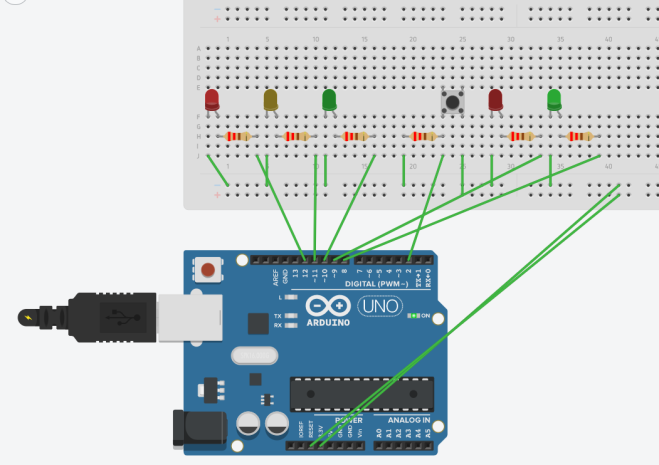 1 5 10 15 20 25 30 35 40 45
A
B
C
D
E
F
G
H
I
J
1 5 10 15 20 25 30 35 40
AREF
GND
13
12
~11
~10
~9
8
7
~6
~5
4
~3
2
TX→1
RX←0
DIGITAL (PWM~)
L
TX
RX
UNO
ARDUINO
ON
POWER
ANALOG IN
IOREF
RESET
3.3V
GND
GND
Vin
A0
A1
A2
A3
A4
A5